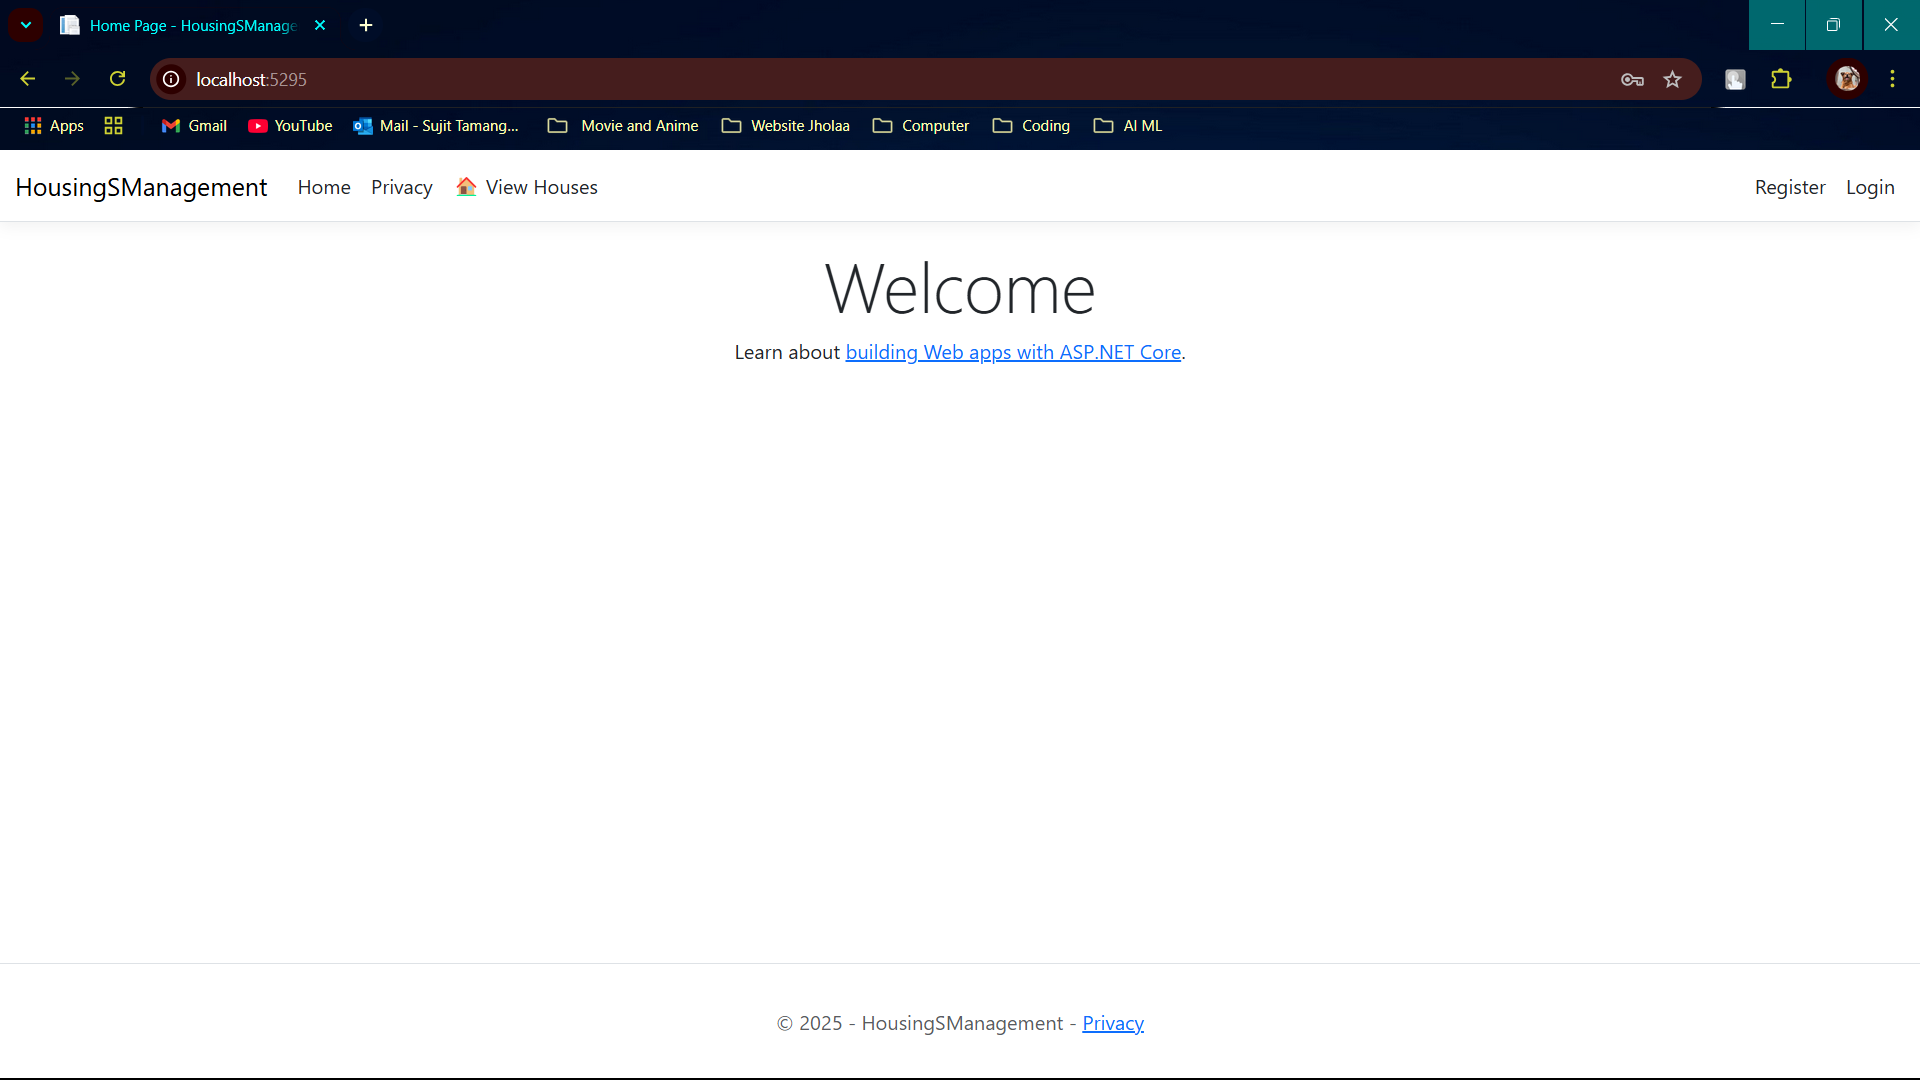 Home Page - HousingSManage
localhost:5295
Apps Gmail YouTube Mail - Sujit Tamang... Movie and Anime Website Jholaa Computer Coding AI ML
HousingSManagement Home Privacy View Houses Register Login
Welcome
Learn about building Web apps with ASP.NET Core.
© 2025 - HousingSManagement - Privacy